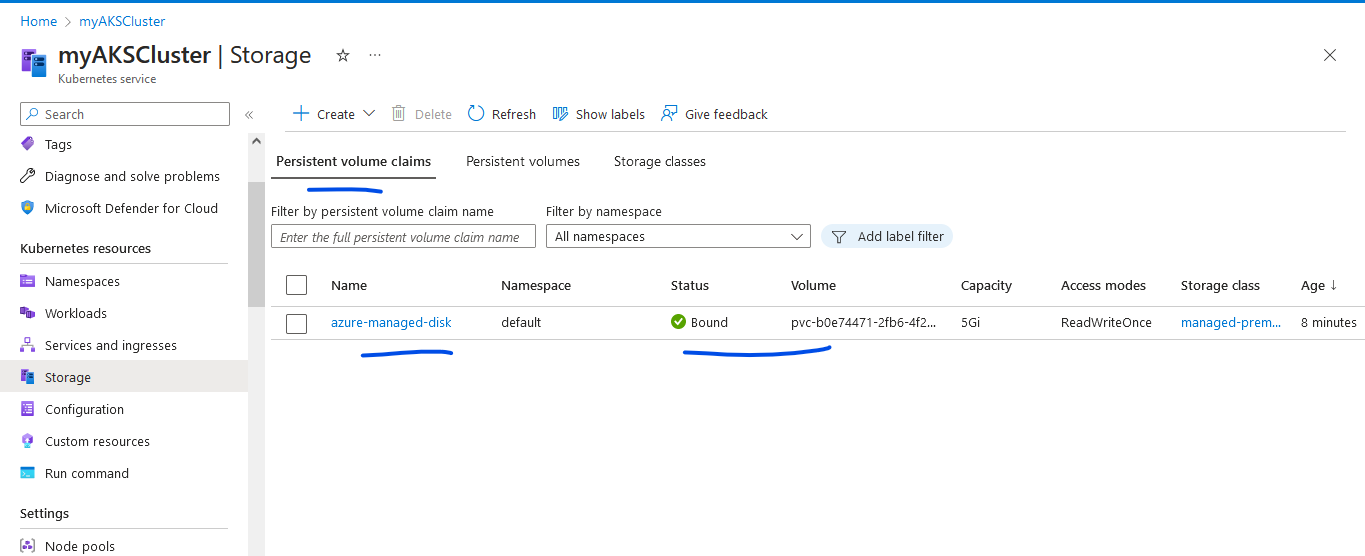 Home > myAKSCluster
myAKSCluster | Storage
Kubernetes service
Search
Tags
Diagnose and solve problems
Microsoft Defender for Cloud
Kubernetes resources
Namespaces
Workloads
Services and ingresses
Storage
Configuration
Custom resources
Run command
Settings
Node pools
Create Delete Refresh Show labels Give feedback
Persistent volume claims Persistent volumes Storage classes
Filter by persistent volume claim name Filter by namespace
Enter the full persistent volume claim name All namespaces Add label filter
Name Namespace Status Volume Capacity Access modes Storage class Age ↓
azure-managed-disk default Bound pvc-b0e74471-2fb6-4f2... 5Gi ReadWriteOnce managed-prem... 8 minutes